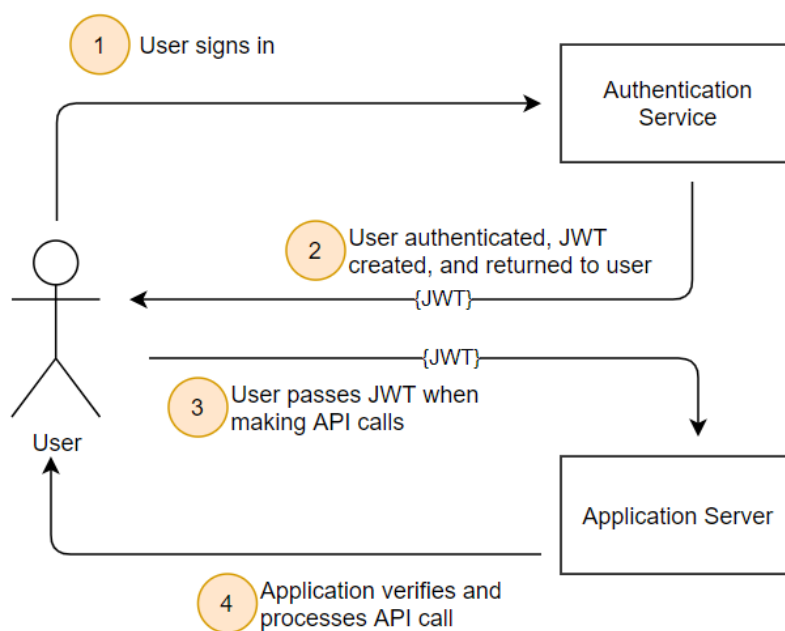 1
User signs in
Authentication
Service
2
User authenticated, JWT
created, and returned to user
{JWT}
{JWT}
3
User passes JWT when
making API calls
User
Application Server
4
Application verifies and
processes API call